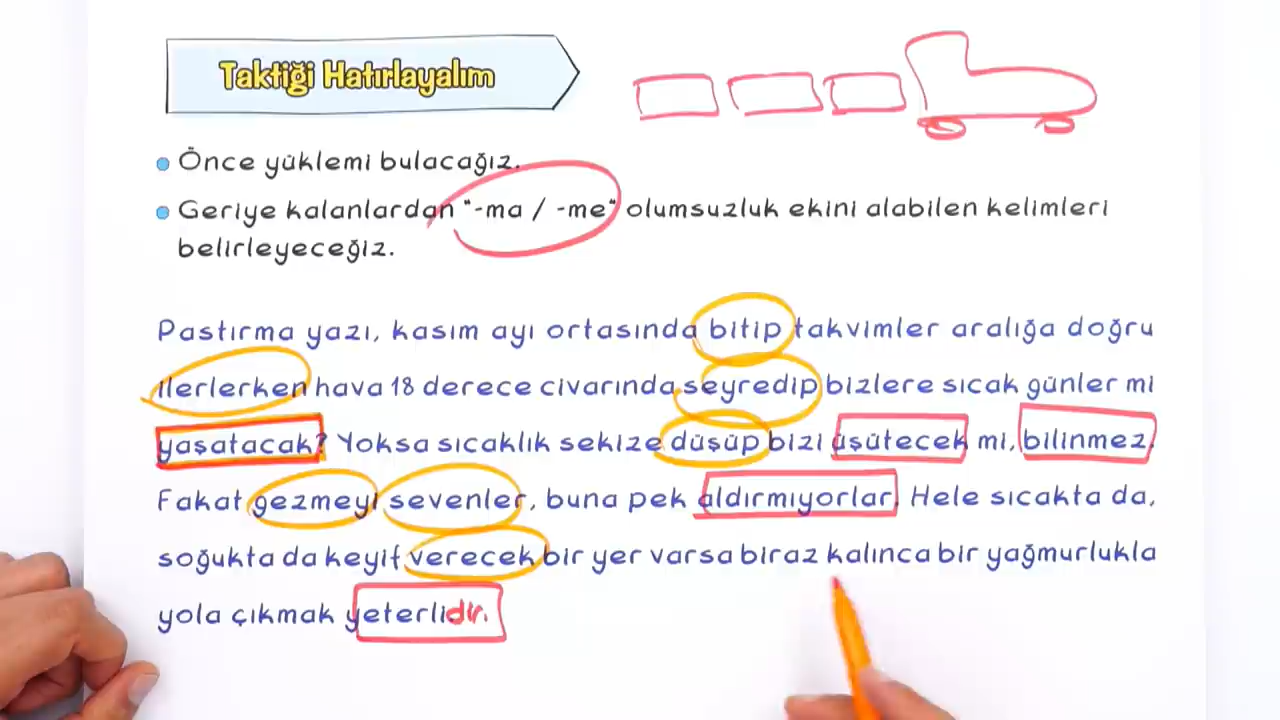 Taktiği Hatırlayalım
Önce yüklemi bulacağız.
Geriye kalanlardan "-ma / -me" olumsuzluk ekini alabilen kelimleri
belirleyeceğiz.
Pastırma yazı, kasım ayı ortasında bitip takvimler aralığa doğru
ilerlerken hava 18 derece civarında seyredip bizlere sıcak günler mi
yaşatacak? Yoksa sıcaklık sekize düşüp bizi üşütecek mi, bilinmez.
Fakat gezmeyi sevenler, buna pek aldırmıyorlar. Hele sıcakta da,
soğukta da keyif verecek bir yer varsa biraz kalınca bir yağmurlukla
yola çıkmak yeterlidir.